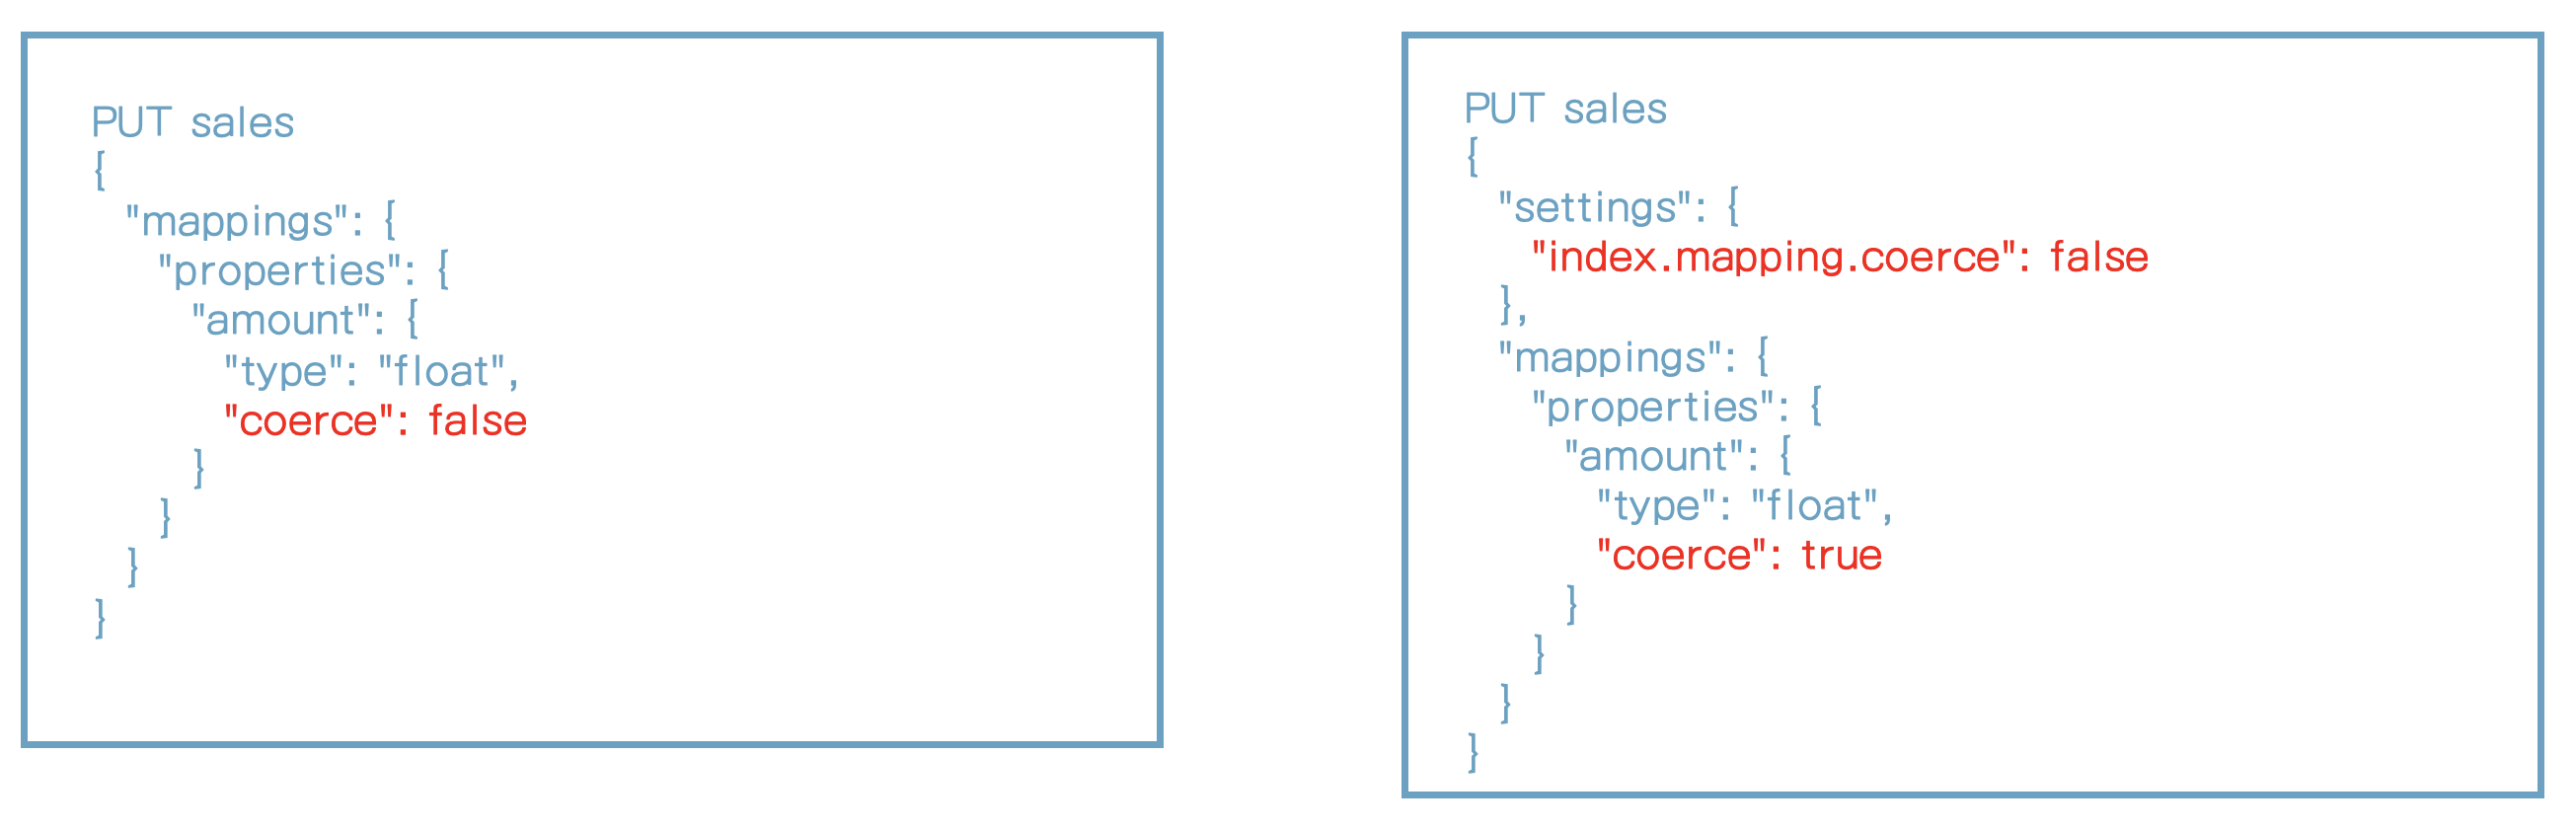 PUT sales
{
  "mappings": {
    "properties": {
      "amount": {
        "type": "float",
        "coerce": false
      }
    }
  }
}
PUT sales
{
  "settings": {
    "index.mapping.coerce": false
  },
  "mappings": {
    "properties": {
      "amount": {
        "type": "float",
        "coerce": true
      }
    }
  }
}